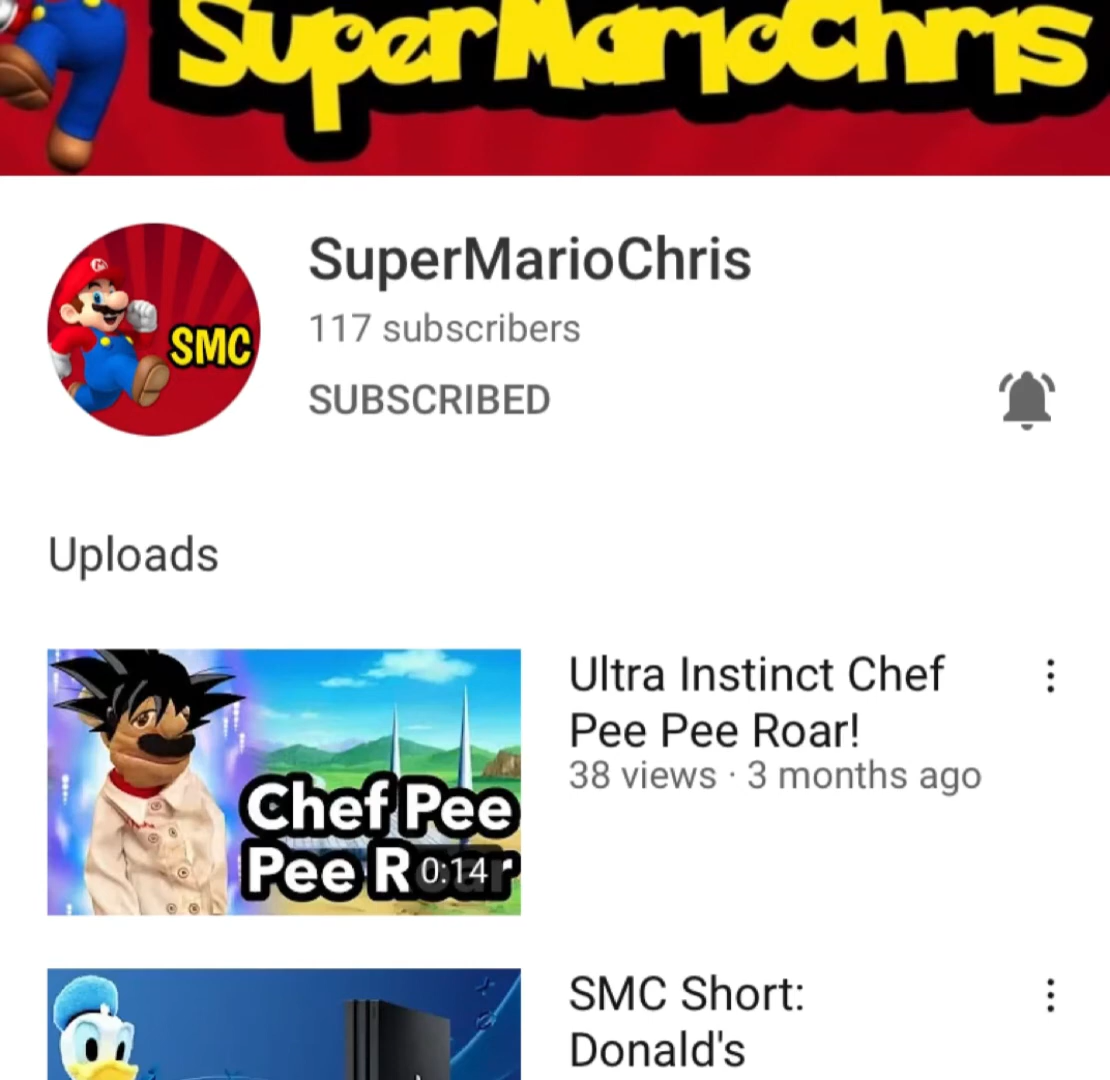 SuperMarioChris
SMC
SuperMarioChris
117 subscribers
SUBSCRIBED
Uploads
Chef Pee
Pee Roar
0:14
Ultra Instinct Chef
Pee Pee Roar!
38 views · 3 months ago
SMC Short:
Donald's